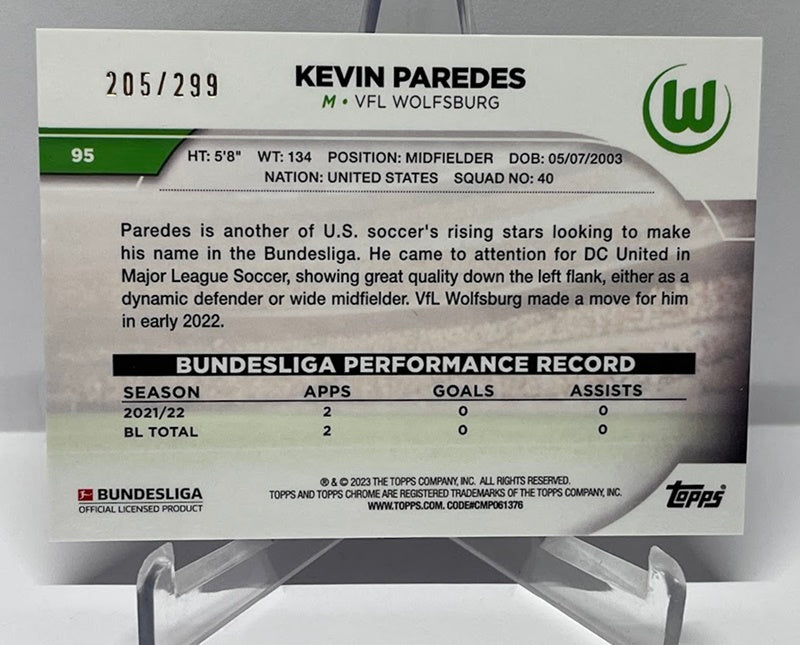 205/299
KEVIN PAREDES
M • VFL WOLFSBURG
W
95
HT: 5'8" WT: 134 POSITION: MIDFIELDER DOB: 05/07/2003
NATION: UNITED STATES SQUAD NO: 40
Paredes is another of U.S. soccer's rising stars looking to make
his name in the Bundesliga. He came to attention for DC United in
Major League Soccer, showing great quality down the left flank, either as a
dynamic defender or wide midfielder. VfL Wolfsburg made a move for him
in early 2022.
BUNDESLIGA PERFORMANCE RECORD
SEASON APPS GOALS ASSISTS
2021/22 2 0 0
BL TOTAL 2 0 0
BUNDESLIGA
OFFICIAL LICENSED PRODUCT
® & © 2023 THE TOPPS COMPANY, INC. ALL RIGHTS RESERVED.
TOPPS AND TOPPS CHROME ARE REGISTERED TRADEMARKS OF THE TOPPS COMPANY, INC.
WWW.TOPPS.COM. CODE#CMP061376
topps®